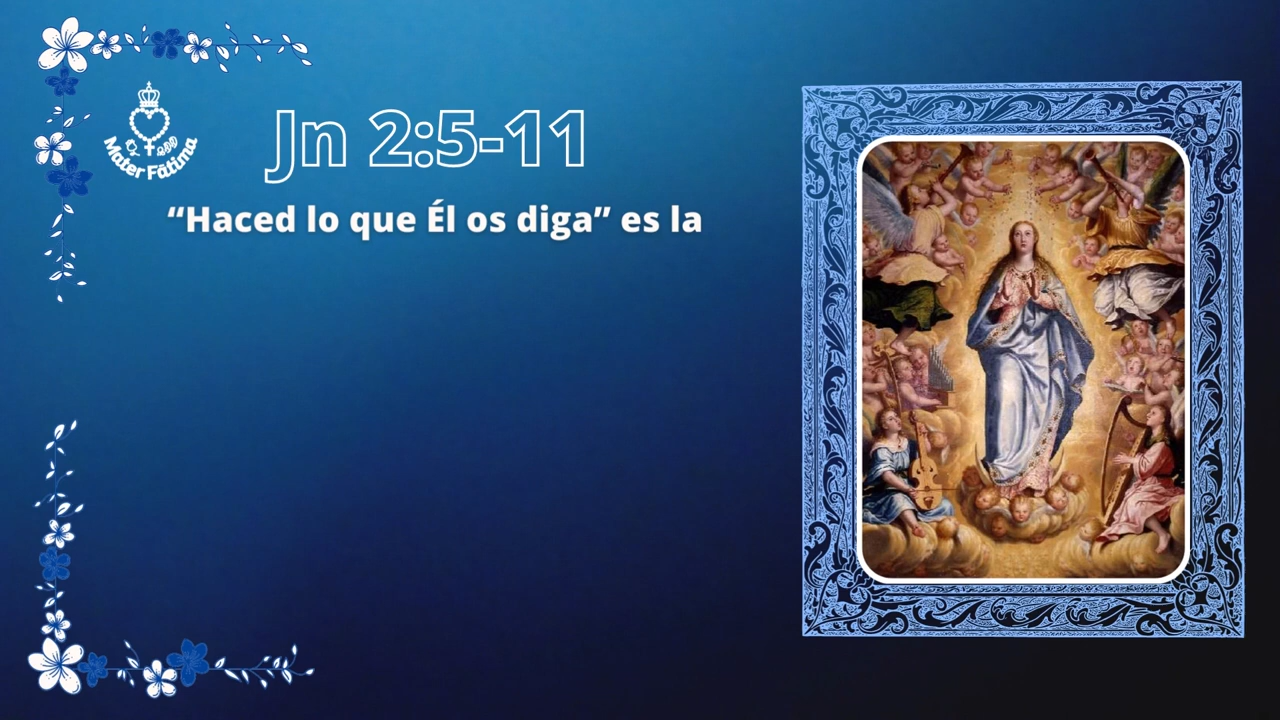 Mater Fátima
Jn 2:5-11
“Haced lo que Él os diga” es la